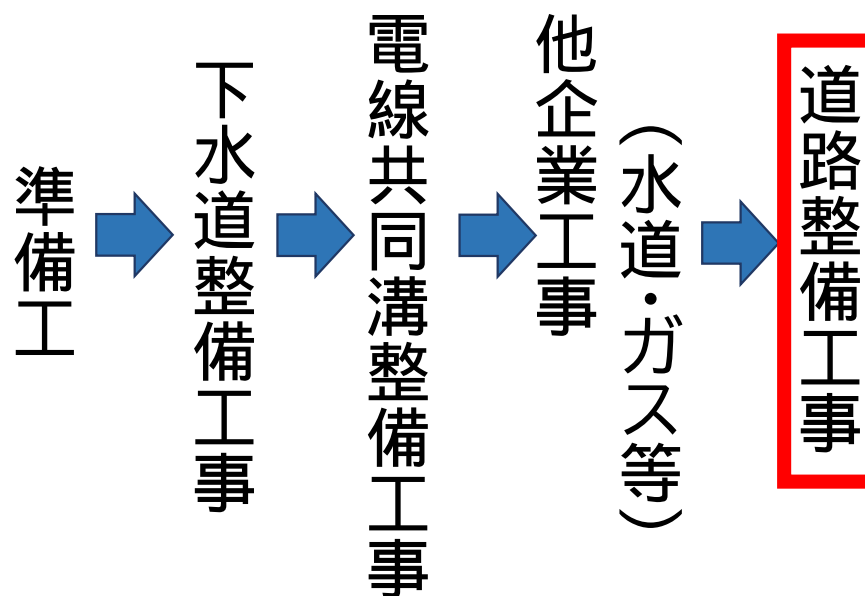 準備工
下水道整備工事
電線共同溝整備工事
他企業工事
（水道・ガス等）
道路整備工事